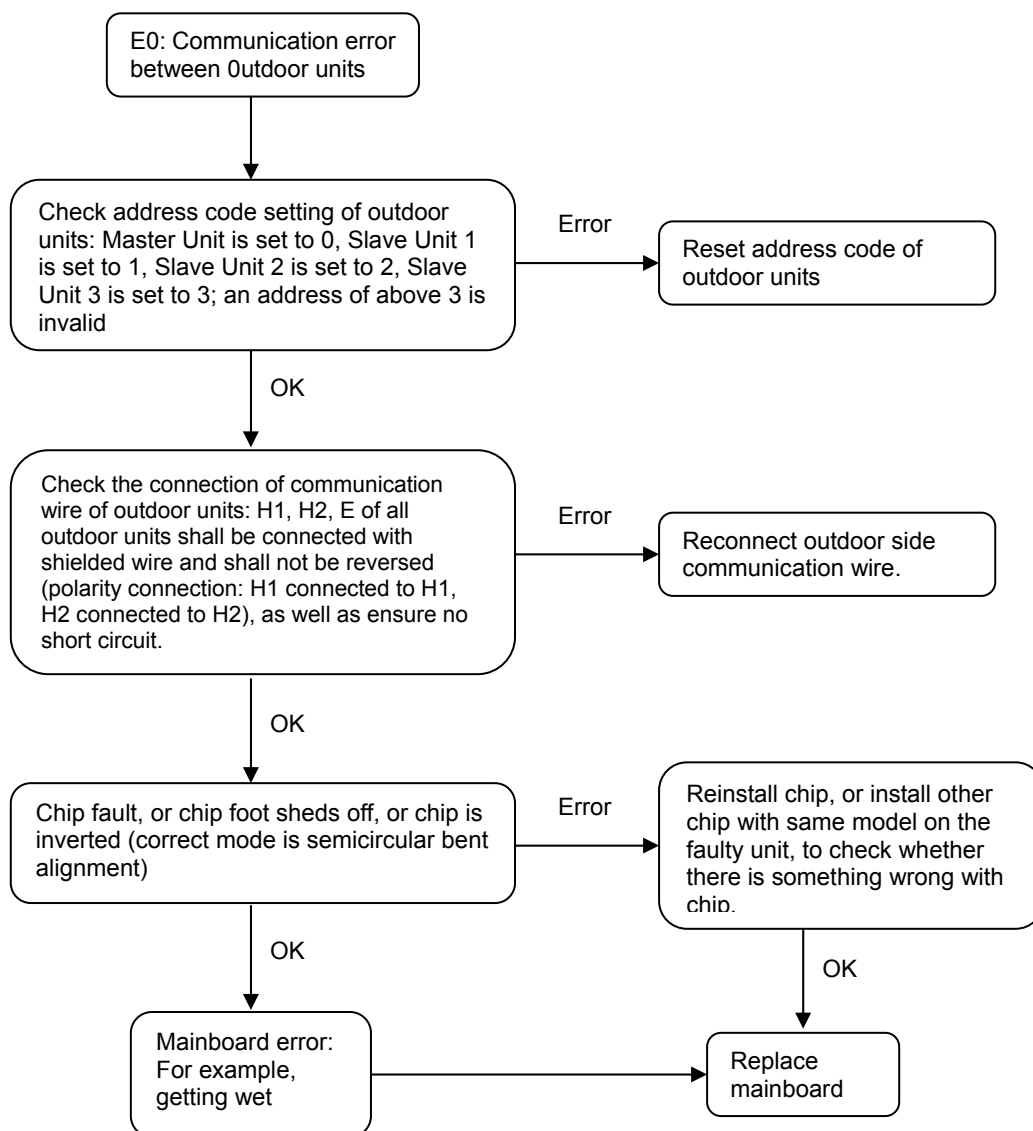 E0: Communication error
between 0utdoor units
Check address code setting of outdoor
units: Master Unit is set to 0, Slave Unit 1
is set to 1, Slave Unit 2 is set to 2, Slave
Unit 3 is set to 3; an address of above 3 is
invalid
Error
Reset address code of
outdoor units
OK
Check the connection of communication
wire of outdoor units: H1, H2, E of all
outdoor units shall be connected with
shielded wire and shall not be reversed
(polarity connection: H1 connected to H1,
H2 connected to H2), as well as ensure no
short circuit.
Error
Reconnect outdoor side
communication wire.
OK
Chip fault, or chip foot sheds off, or chip is
inverted (correct mode is semicircular bent
alignment)
Error
Reinstall chip, or install other
chip with same model on the
faulty unit, to check whether
there is something wrong with
chip.
OK
OK
Mainboard error:
For example,
getting wet
Replace
mainboard